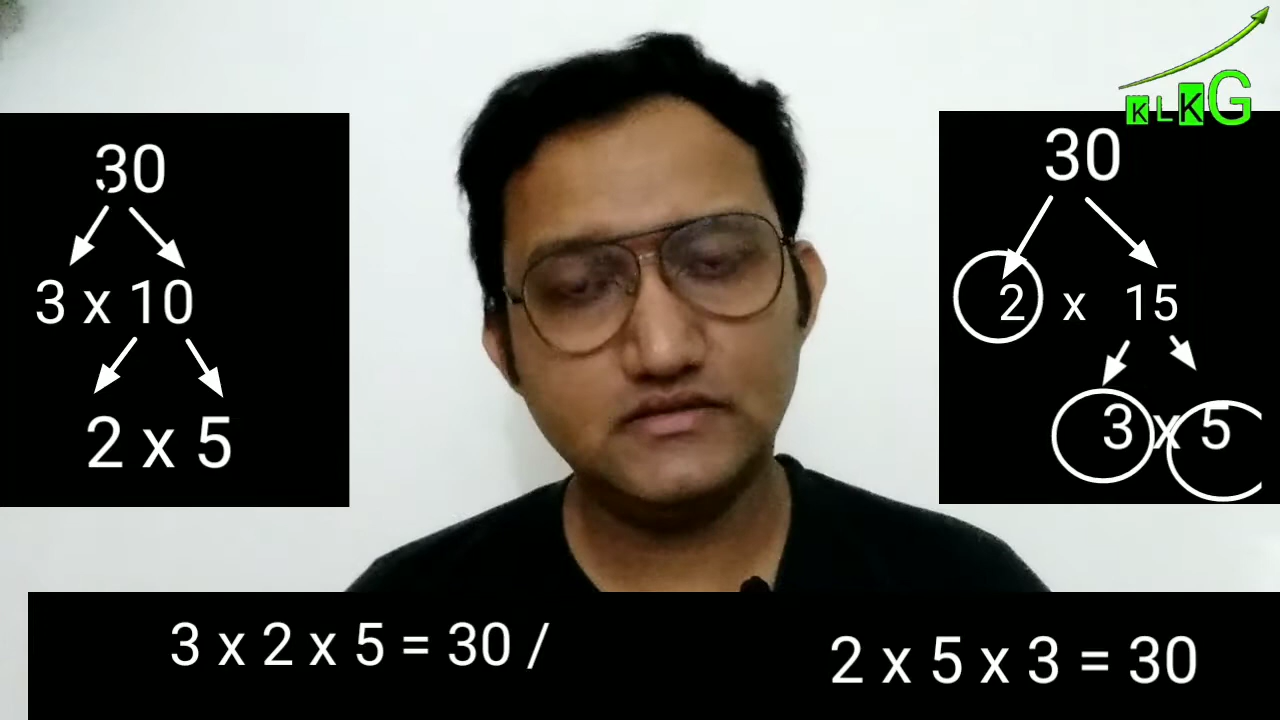 30
3 x 10
2 x 5
KLKG
30
2 x 15
3 x 5
3 x 2 x 5 = 30 /
2 x 5 x 3 = 30